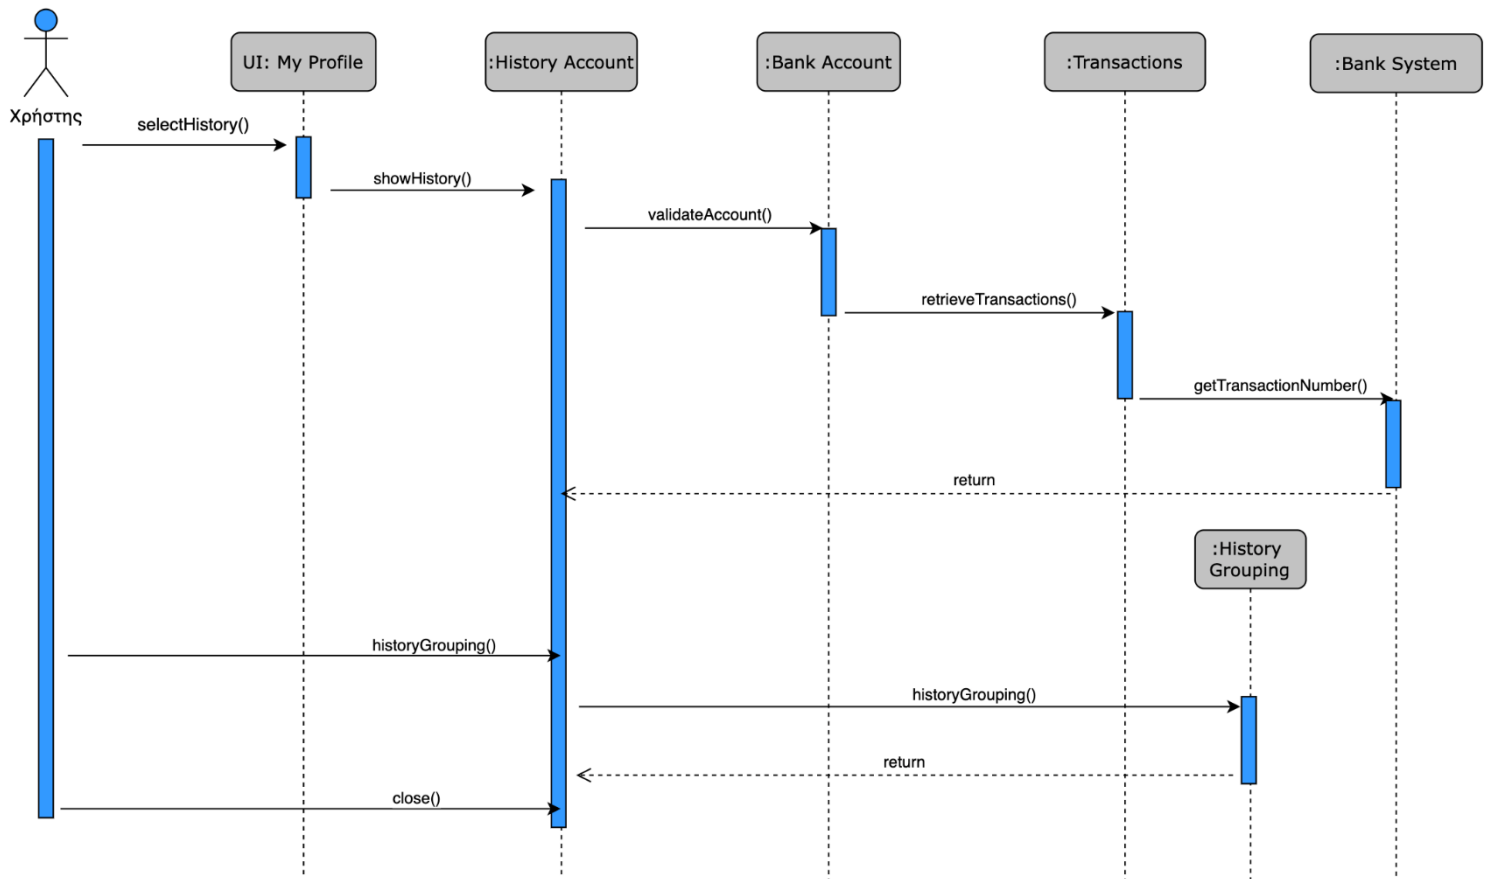 UI: My Profile
:History Account
:Bank Account
:Transactions
:Bank System
Χρήστης
selectHistory()
showHistory()
validateAccount()
retrieveTransactions()
getTransactionNumber()
return
:History
Grouping
historyGrouping()
historyGrouping()
return
close()